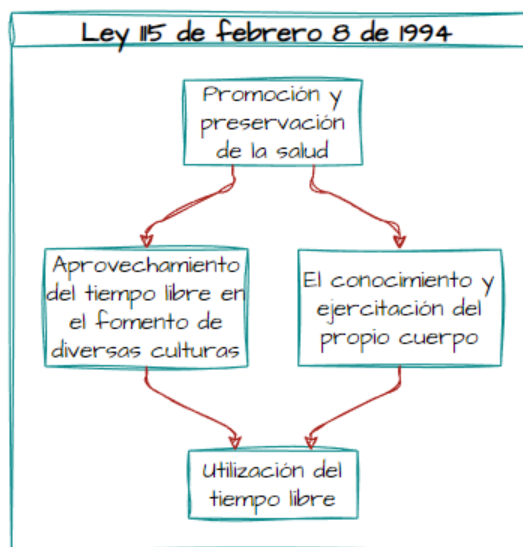 Ley 115 de febrero 8 de 1994
Promoción y
preservación
de la salud
Aprovechamiento
del tiempo libre en
el fomento de
diversas culturas
El conocimiento y
ejercitación del
propio cuerpo
Utilización del
tiempo libre